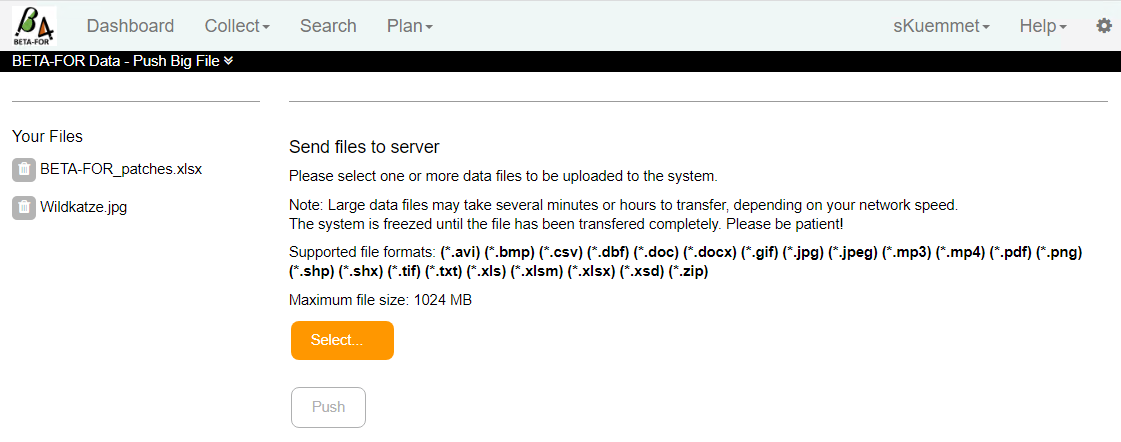 BA
BETA-FOR
Dashboard Collect Search Plan sKuemmet Help
BETA-FOR Data - Push Big File
Your Files
BETA-FOR_patches.xlsx
Wildkatze.jpg
Send files to server
Please select one or more data files to be uploaded to the system.
Note: Large data files may take several minutes or hours to transfer, depending on your network speed.
The system is freezed until the file has been transfered completely. Please be patient!
Supported file formats: (*.avi) (*.bmp) (*.csv) (*.dbf) (*.doc) (*.docx) (*.gif) (*.jpg) (*.jpeg) (*.mp3) (*.mp4) (*.pdf) (*.png)
(*.shp) (*.shx) (*.tif) (*.txt) (*.xls) (*.xlsm) (*.xlsx) (*.xsd) (*.zip)
Maximum file size: 1024 MB
Select...
Push